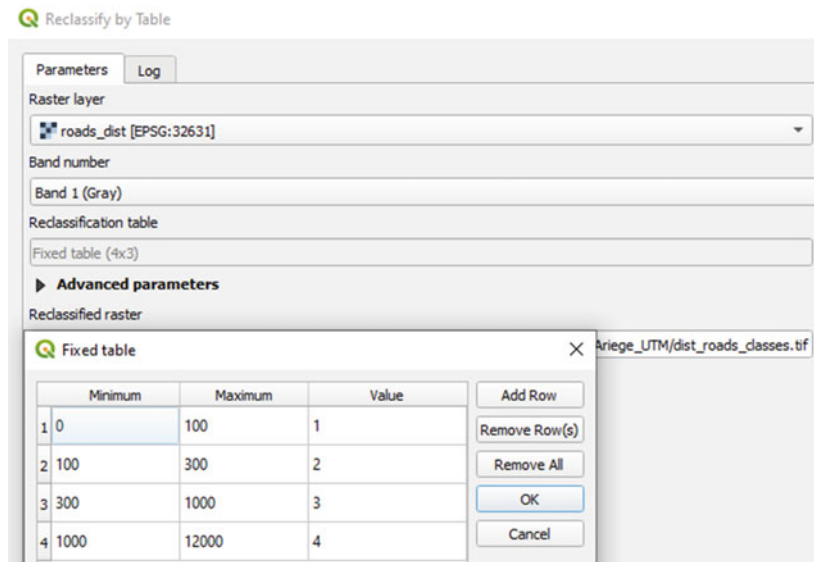 Reclassify by Table
Parameters Log
Raster layer
roads_dist [EPSG:32631]
Band number
Band 1 (Gray)
Reclassification table
Fixed table (4x3)
Advanced parameters
Reclassified raster
Ariege_UTM/dist_roads_classes.tif
Fixed table
Minimum Maximum Value
1 0 100 1
2 100 300 2
3 300 1000 3
4 1000 12000 4
Add Row
Remove Row(s)
Remove All
OK
Cancel